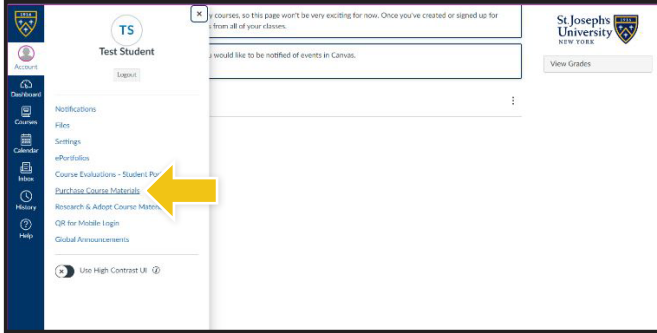 Account
Dashboard
Courses
Calendar
Inbox
History
Help
TS
Test Student
Logout
Notifications
Files
Settings
ePortfolios
Course Evaluations - Student
Purchase Course Materials
Research & Adopt Course
QR for Mobile Login
Global Announcements
Use High Contrast UI
y courses, so this page won't be very exciting for now. Once you've created or signed up for
from all of your classes.
would like to be notified of events in Canvas.
St.Joseph's
University
NEW YORK
View Grades